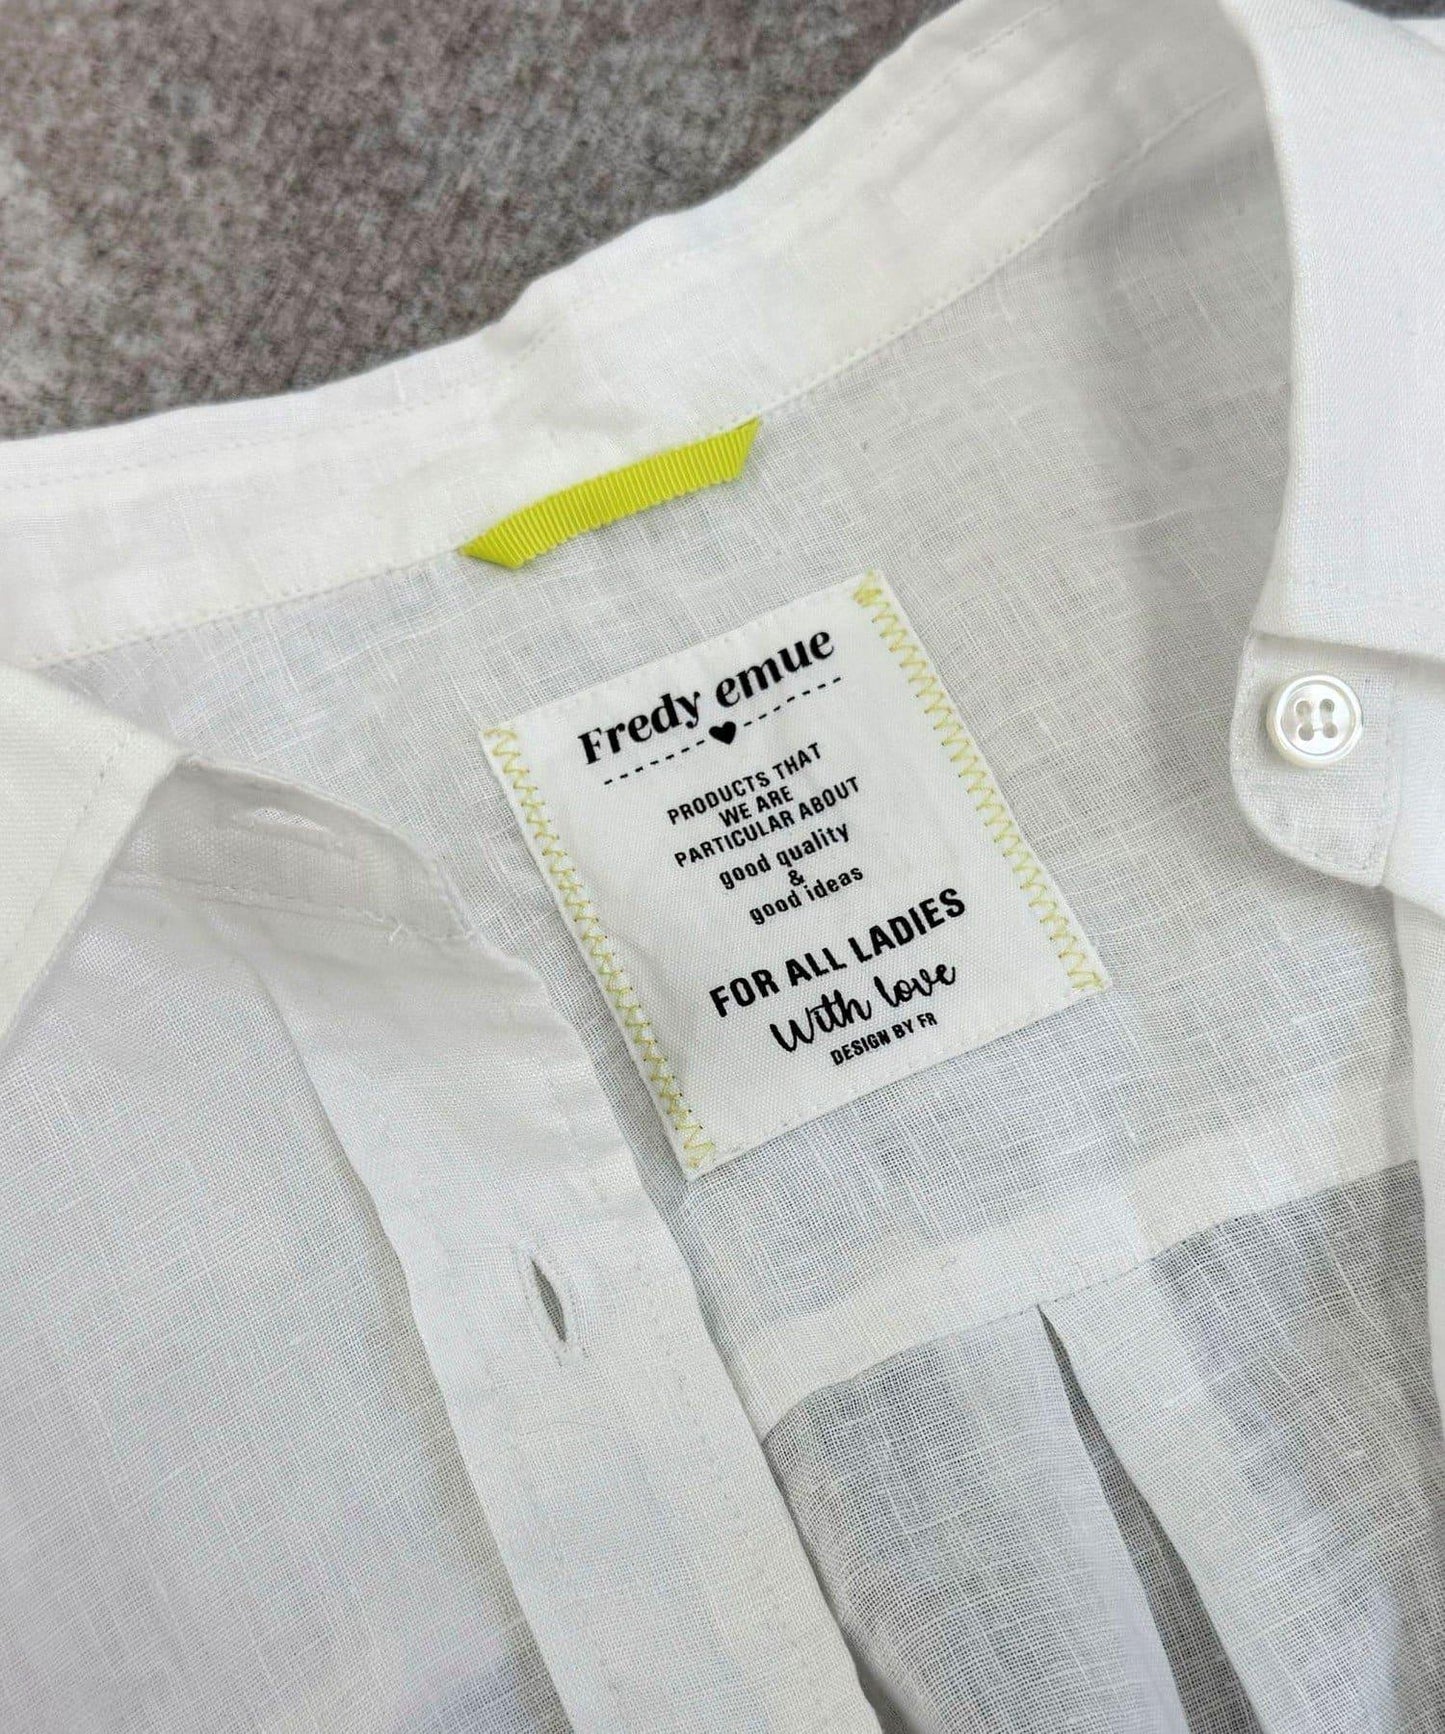 Fredy emue
PRODUCTS THAT
WE ARE
PARTICULAR ABOUT
good quality
&
good ideas
FOR ALL LADIES
With love
DESIGN BY FR